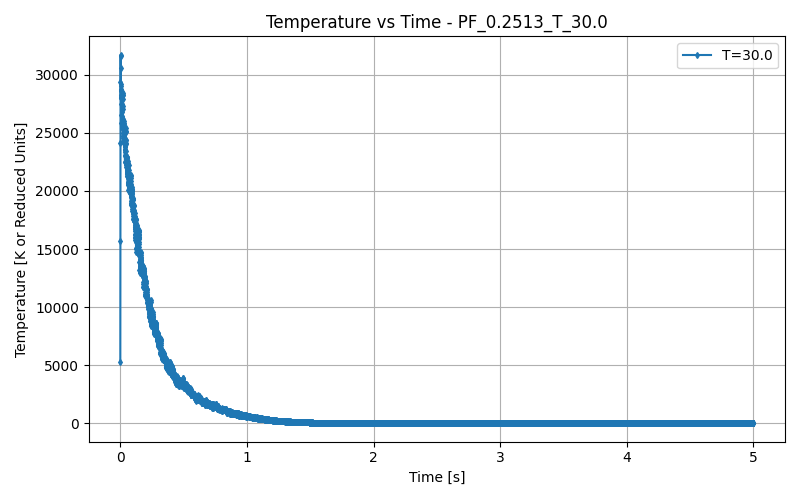 Temperature vs Time - PF_0.2513_T_30.0
T=30.0
Temperature [K or Reduced Units]
30000
25000
20000
15000
10000
5000
0
0 1 2 3 4 5
Time [s]